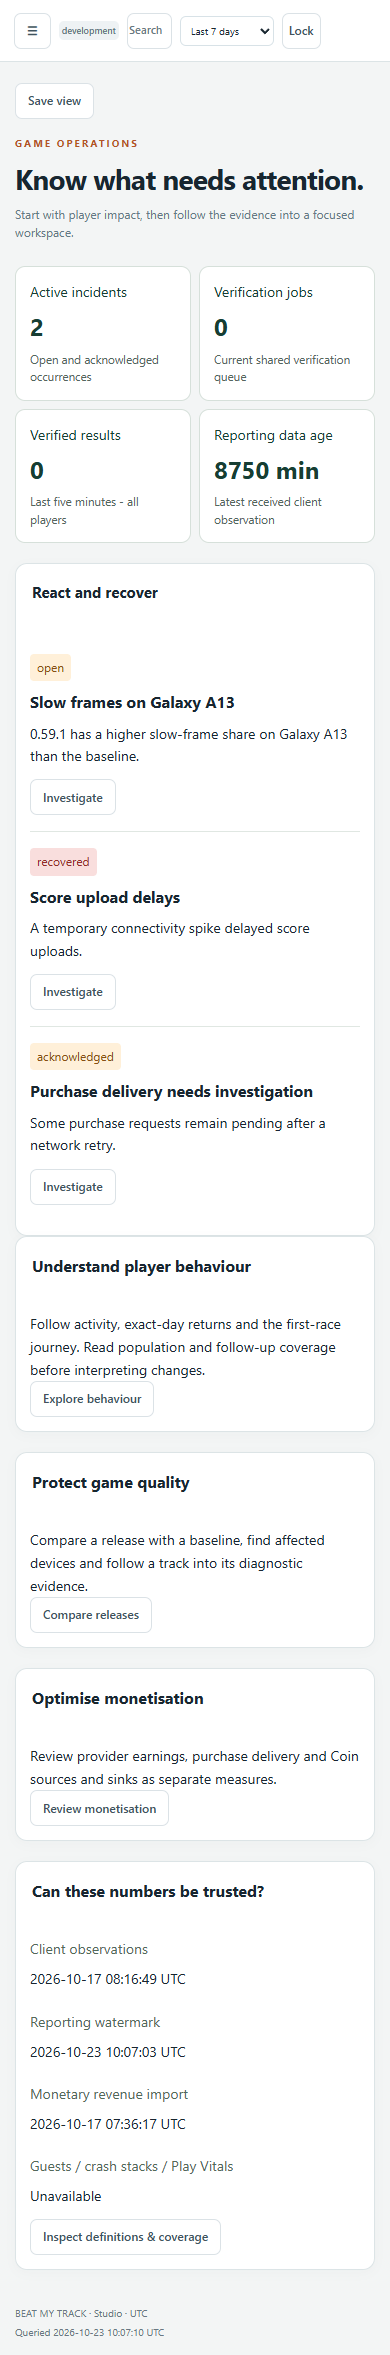 ☰ development Search Last 7 days Lock
Save view
GAME OPERATIONS
Know what needs attention.
Start with player impact, then follow the evidence into a focused
workspace.
Active incidents
2
Open and acknowledged
occurrences
Verification jobs
0
Current shared verification
queue
Verified results
0
Last five minutes - all
players
Reporting data age
8750 min
Latest received client
observation
React and recover
open
Slow frames on Galaxy A13
0.59.1 has a higher slow-frame share on Galaxy A13
than the baseline.
Investigate
recovered
Score upload delays
A temporary connectivity spike delayed score
uploads.
Investigate
acknowledged
Purchase delivery needs investigation
Some purchase requests remain pending after a
network retry.
Investigate
Understand player behaviour
Follow activity, exact-day returns and the first-race
journey. Read population and follow-up coverage
before interpreting changes.
Explore behaviour
Protect game quality
Compare a release with a baseline, find affected
devices and follow a track into its diagnostic
evidence.
Compare releases
Optimise monetisation
Review provider earnings, purchase delivery and Coin
sources and sinks as separate measures.
Review monetisation
Can these numbers be trusted?
Client observations
2026-10-17 08:16:49 UTC
Reporting watermark
2026-10-23 10:07:03 UTC
Monetary revenue import
2026-10-17 07:36:17 UTC
Guests / crash stacks / Play Vitals
Unavailable
Inspect definitions & coverage
BEAT MY TRACK · Studio · UTC
Queried 2026-10-23 10:07:10 UTC